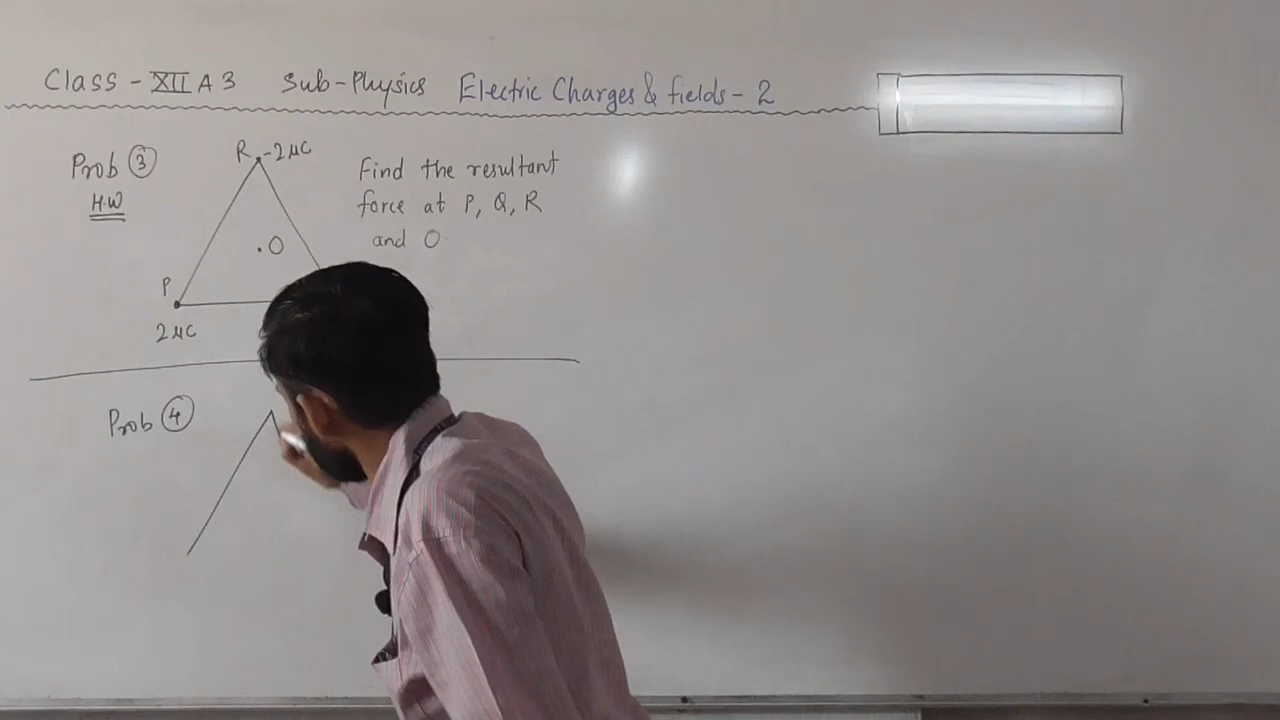 Class - XII A 3 Sub-Physics Electric Charges & fields - 2
Prob 3
H.W
R -2μC
O
P
2μC
Find the resultant
force at P, Q, R
and O
Prob 4